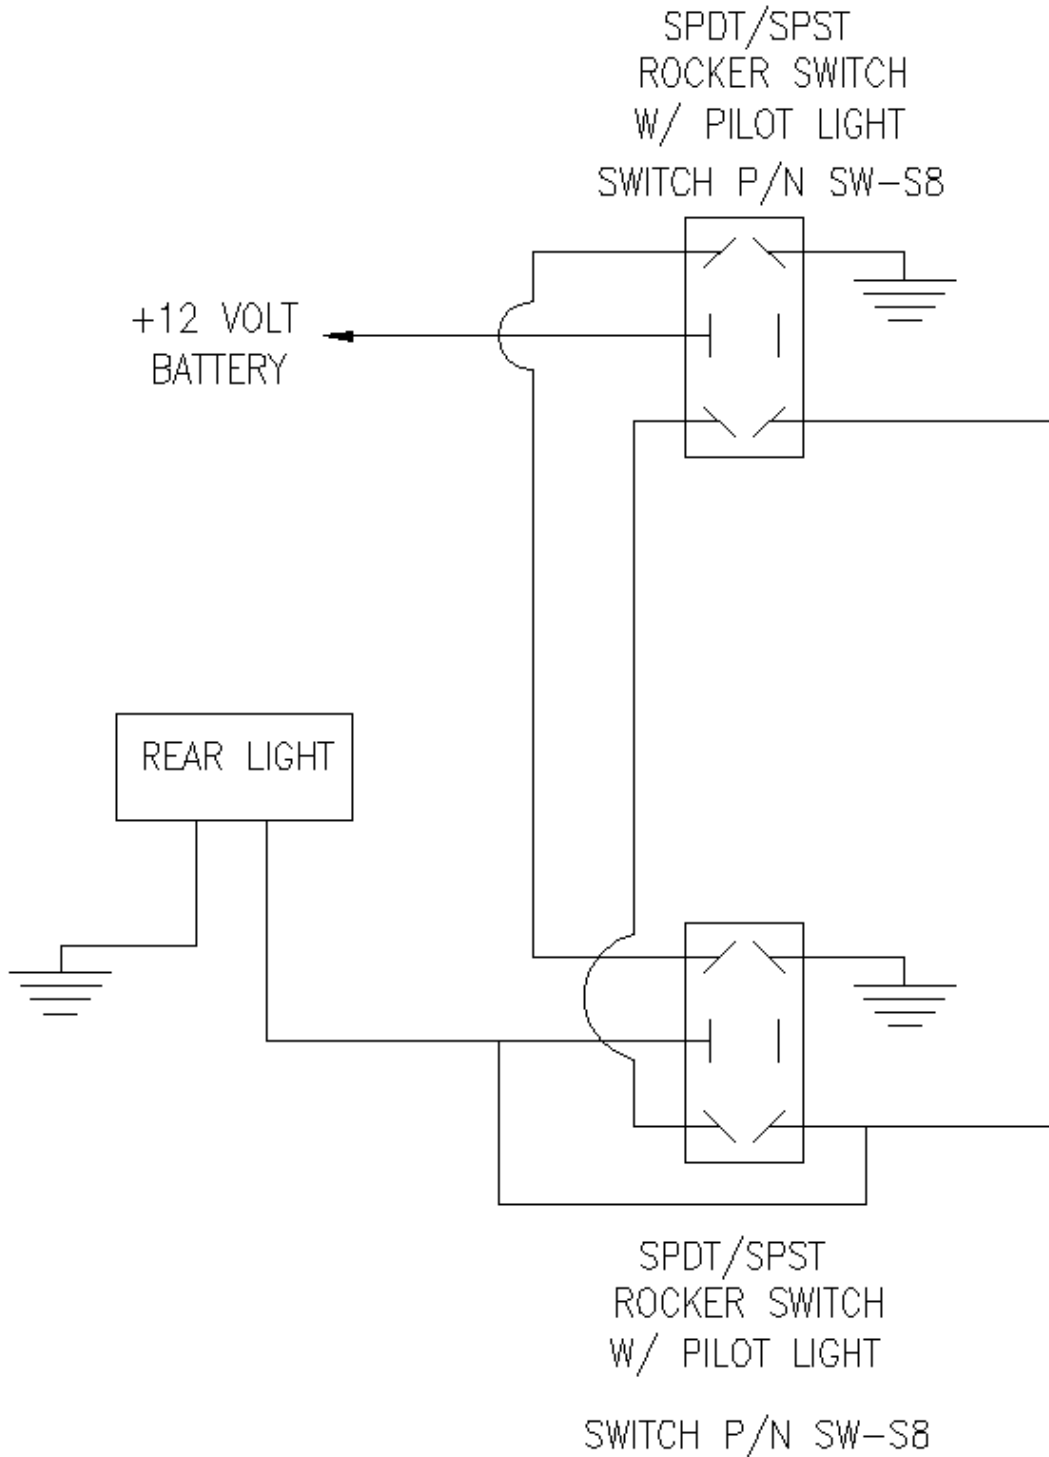 SPDT/SPST
ROCKER SWITCH
W/ PILOT LIGHT
SWITCH P/N SW-S8
+12 VOLT
BATTERY
REAR LIGHT
SPDT/SPST
ROCKER SWITCH
W/ PILOT LIGHT
SWITCH P/N SW-S8